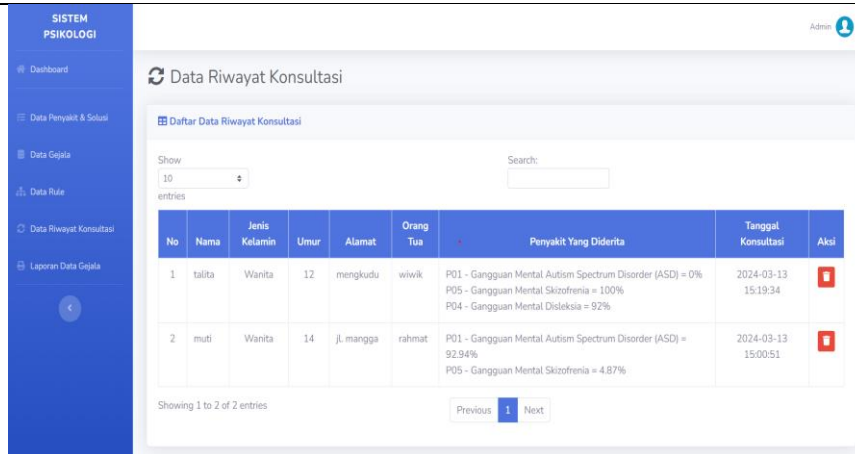 SISTEM
PSIKOLOGI
Admin
Dashboard
Data Penyakit & Solusi
Data Gejala
Data Rule
Data Riwayat Konsultasi
Laporan Data Gejala
Data Riwayat Konsultasi
Daftar Data Riwayat Konsultasi
Show
10
entries
Search:
No Nama Jenis Kelamin Umur Alamat Orang Tua Penyakit Yang Diderita Tanggal Konsultasi Aksi
1 talita Wanita 12 mengkudu wiwik P01 - Gangguan Mental Autism Spectrum Disorder (ASD) = 0% 2024-03-13
P05 - Gangguan Mental Skizofrenia = 100% 15:19:34
P04 - Gangguan Mental Disleksia = 92%
2 muti Wanita 14 jl. mangga rahmat P01 - Gangguan Mental Autism Spectrum Disorder (ASD) = 2024-03-13
92.94% 15:00:51
P05 - Gangguan Mental Skizofrenia = 4.87%
Showing 1 to 2 of 2 entries
Previous 1 Next